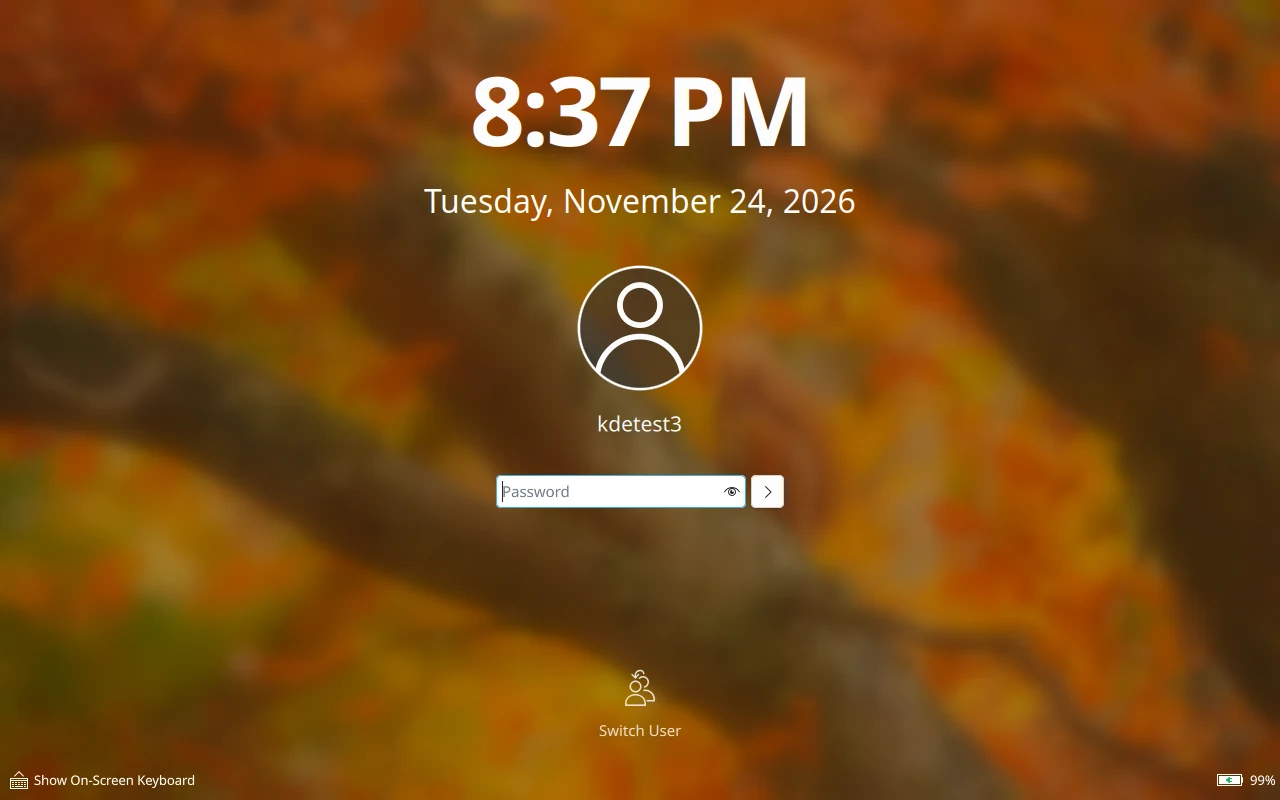 8:37 PM
Tuesday, November 24, 2026
kdetest3
Password
Switch User
Show On-Screen Keyboard
99%